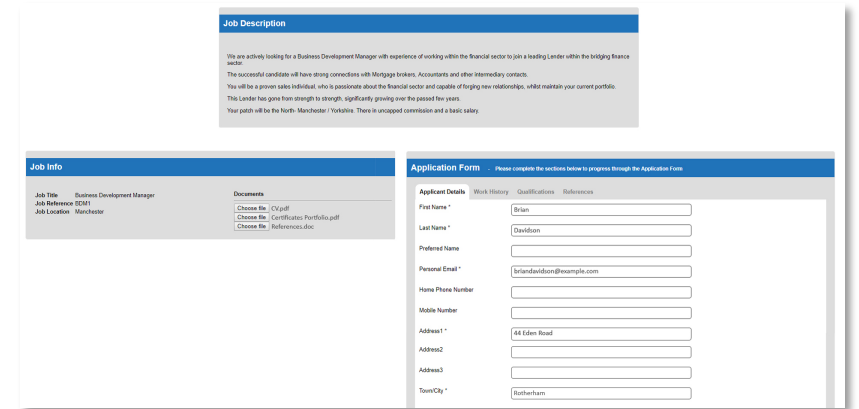 Job Description
We are actively looking for a Business Development Manager with experience of working within the financial sector to join a leading Lender within the bridging finance
sector.
The successful candidate will have strong connections with Mortgage brokers, Accountants and other intermediary contacts.
You will be a proven sales individual, who is passionate about the financial sector and capable of forging new relationships, whilst maintain your current portfolio.
This Lender has gone from strength to strength, significantly growing over the passed few years.
Your patch will be the North- Manchester / Yorkshire. There in uncapped commission and a basic salary.
Job Info
Job Title Business Development Manager
Job Reference BDM1
Job Location Manchester
Documents
Choose file CV.pdf
Choose file Certificates Portfolio.pdf
Choose file References.doc
Application Form - Please complete the sections below to progress through the Application Form
Applicant Details Work History Qualifications References
First Name * Brian
Last Name * Davidson
Preferred Name
Personal Email * briandavidson@example.com
Home Phone Number
Mobile Number
Address1 * 44 Eden Road
Address2
Address3
Town/City * Rotherham